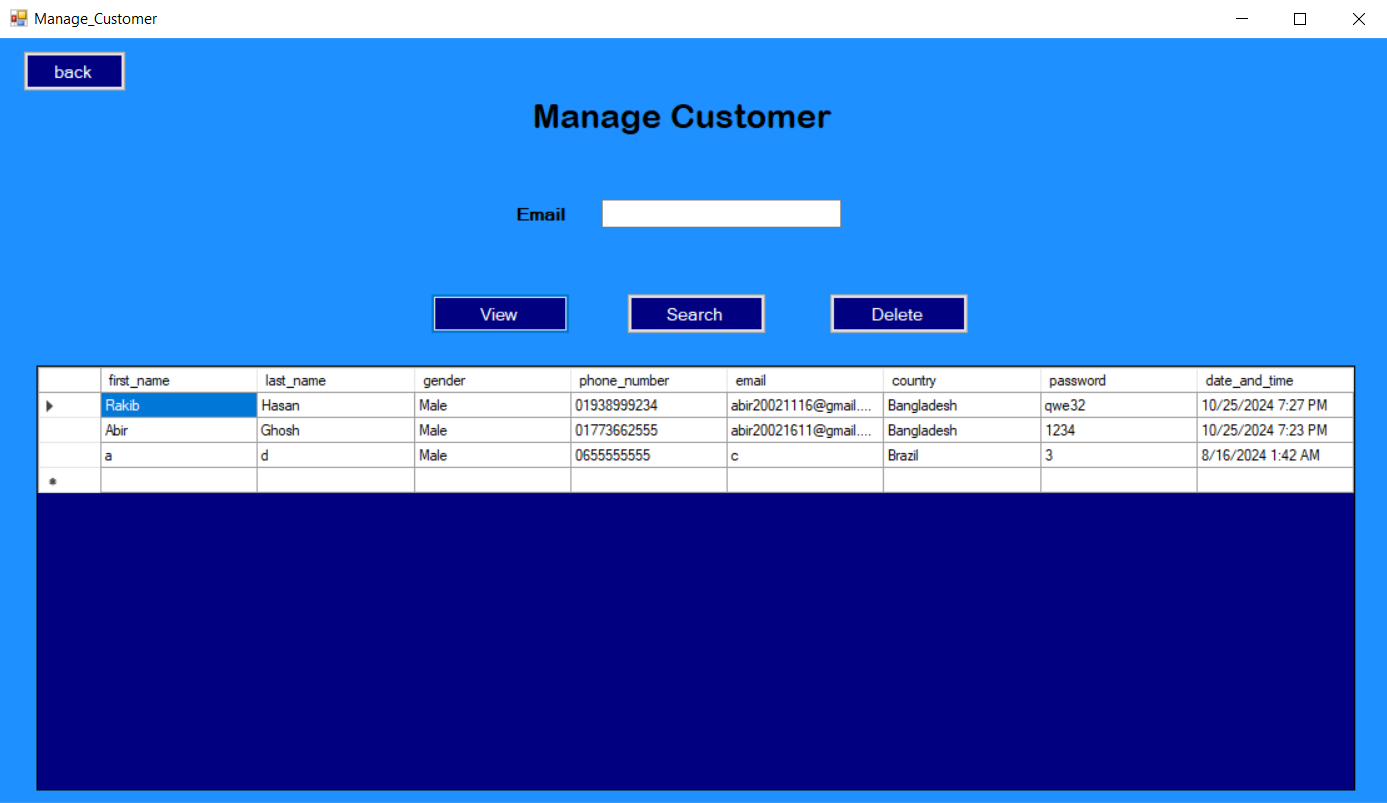 Manage_Customer
back
Manage Customer
Email
View Search Delete
first_name last_name gender phone_number email country password date_and_time
Rakib Hasan Male 01938999234 abir20021116@gmail.... Bangladesh qwe32 10/25/2024 7:27 PM
Abir Ghosh Male 01773662555 abir20021611@gmail.... Bangladesh 1234 10/25/2024 7:23 PM
a d Male 0655555555 c Brazil 3 8/16/2024 1:42 AM